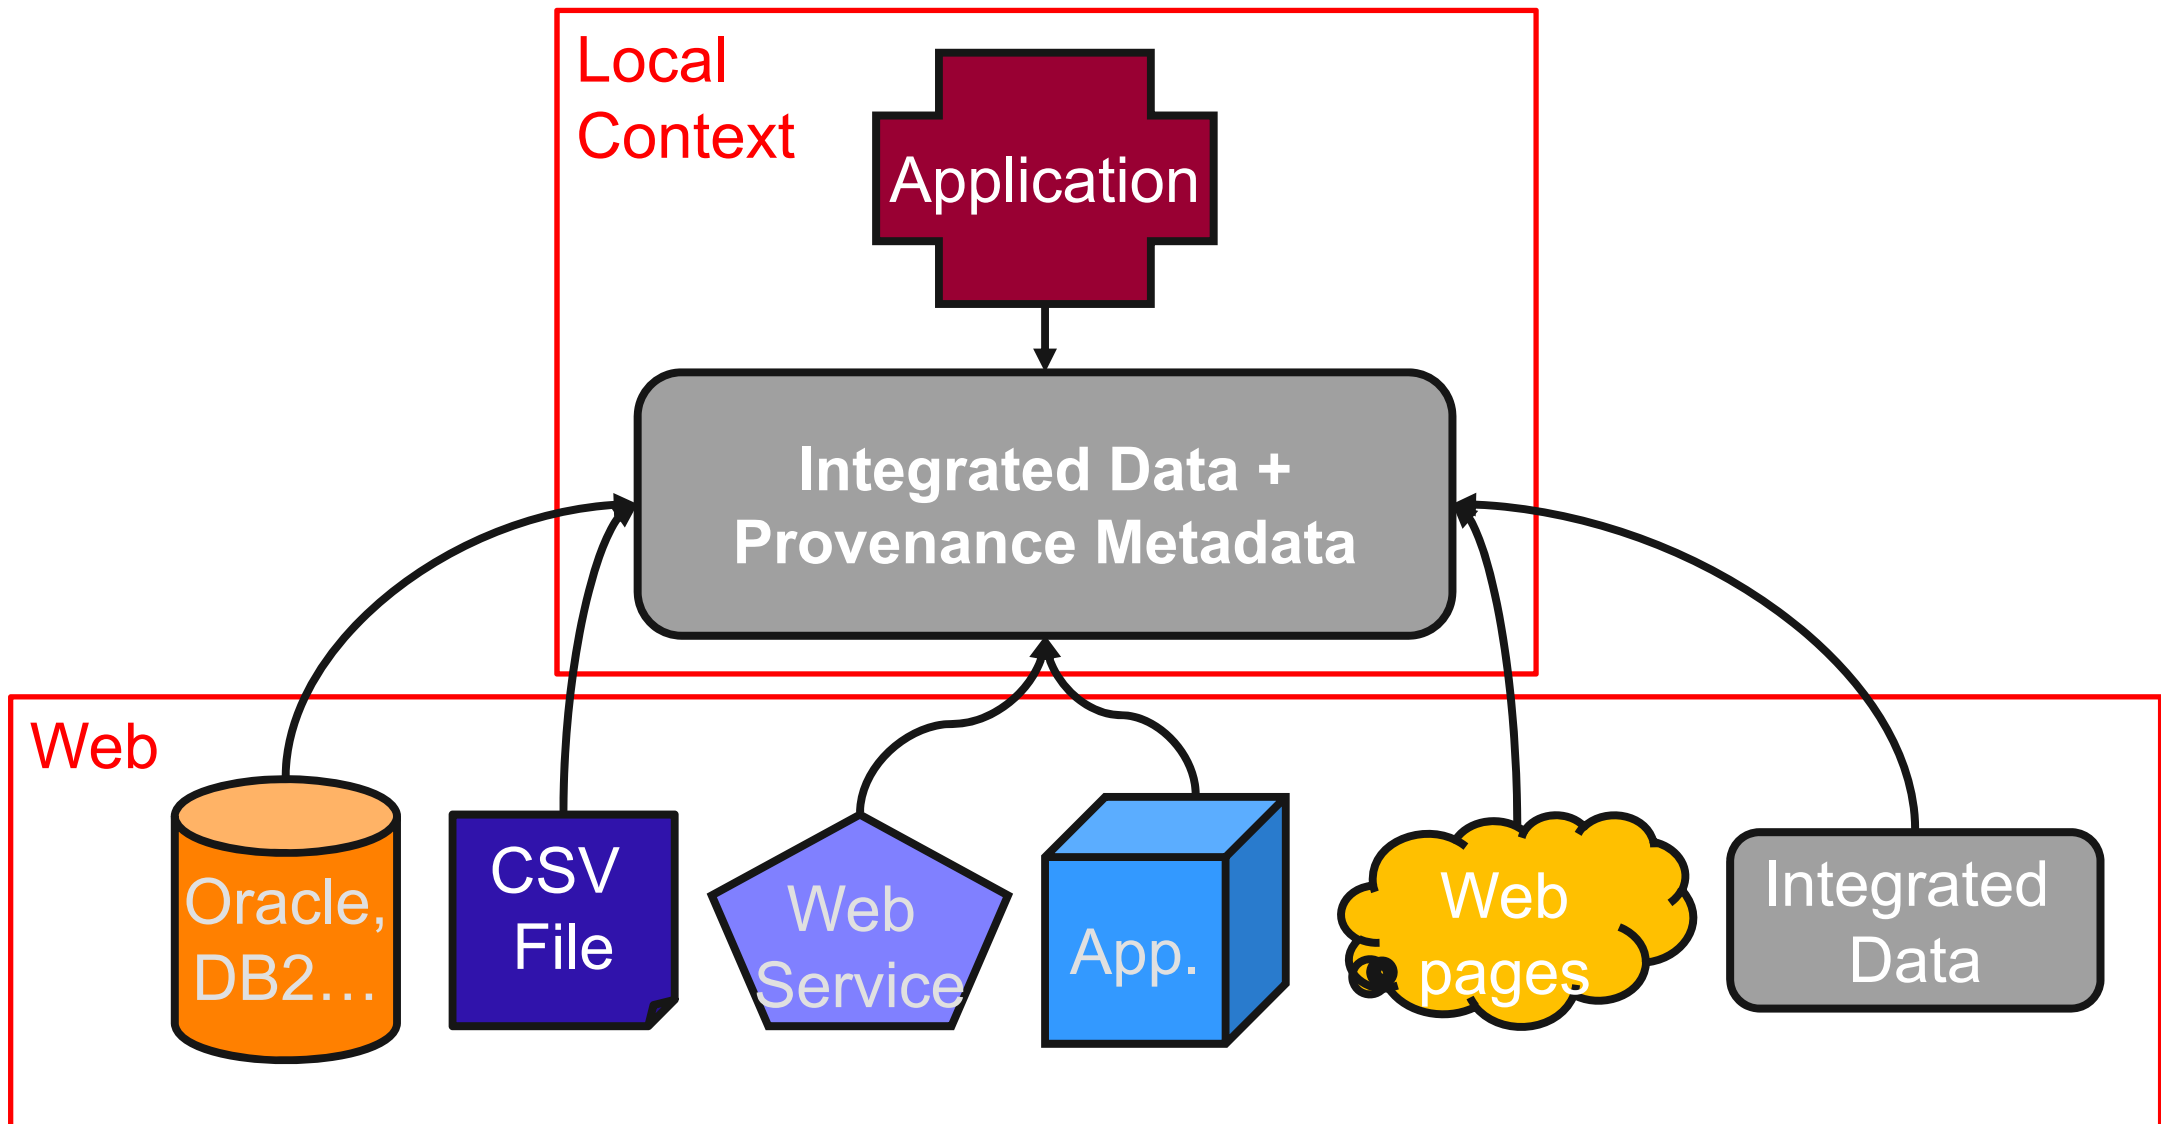 Local
Context
Application
Integrated Data +
Provenance Metadata
Web
Oracle,
DB2…
CSV
File
Web
Service
App.
Web
pages
Integrated
Data